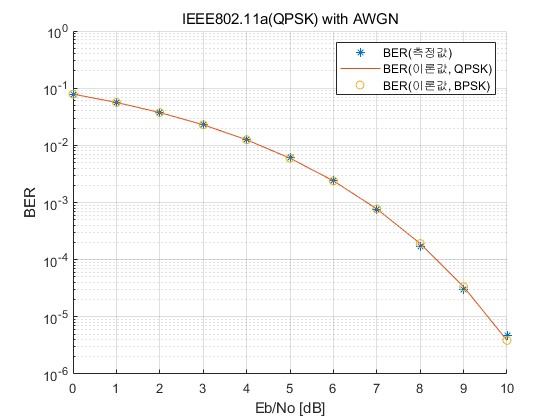 IEEE802.11a(QPSK) with AWGN
BER(측정값)
BER(이론값, QPSK)
BER(이론값, BPSK)
10^0
10^-1
10^-2
10^-3
10^-4
10^-5
10^-6
BER
0 1 2 3 4 5 6 7 8 9 10
Eb/No [dB]